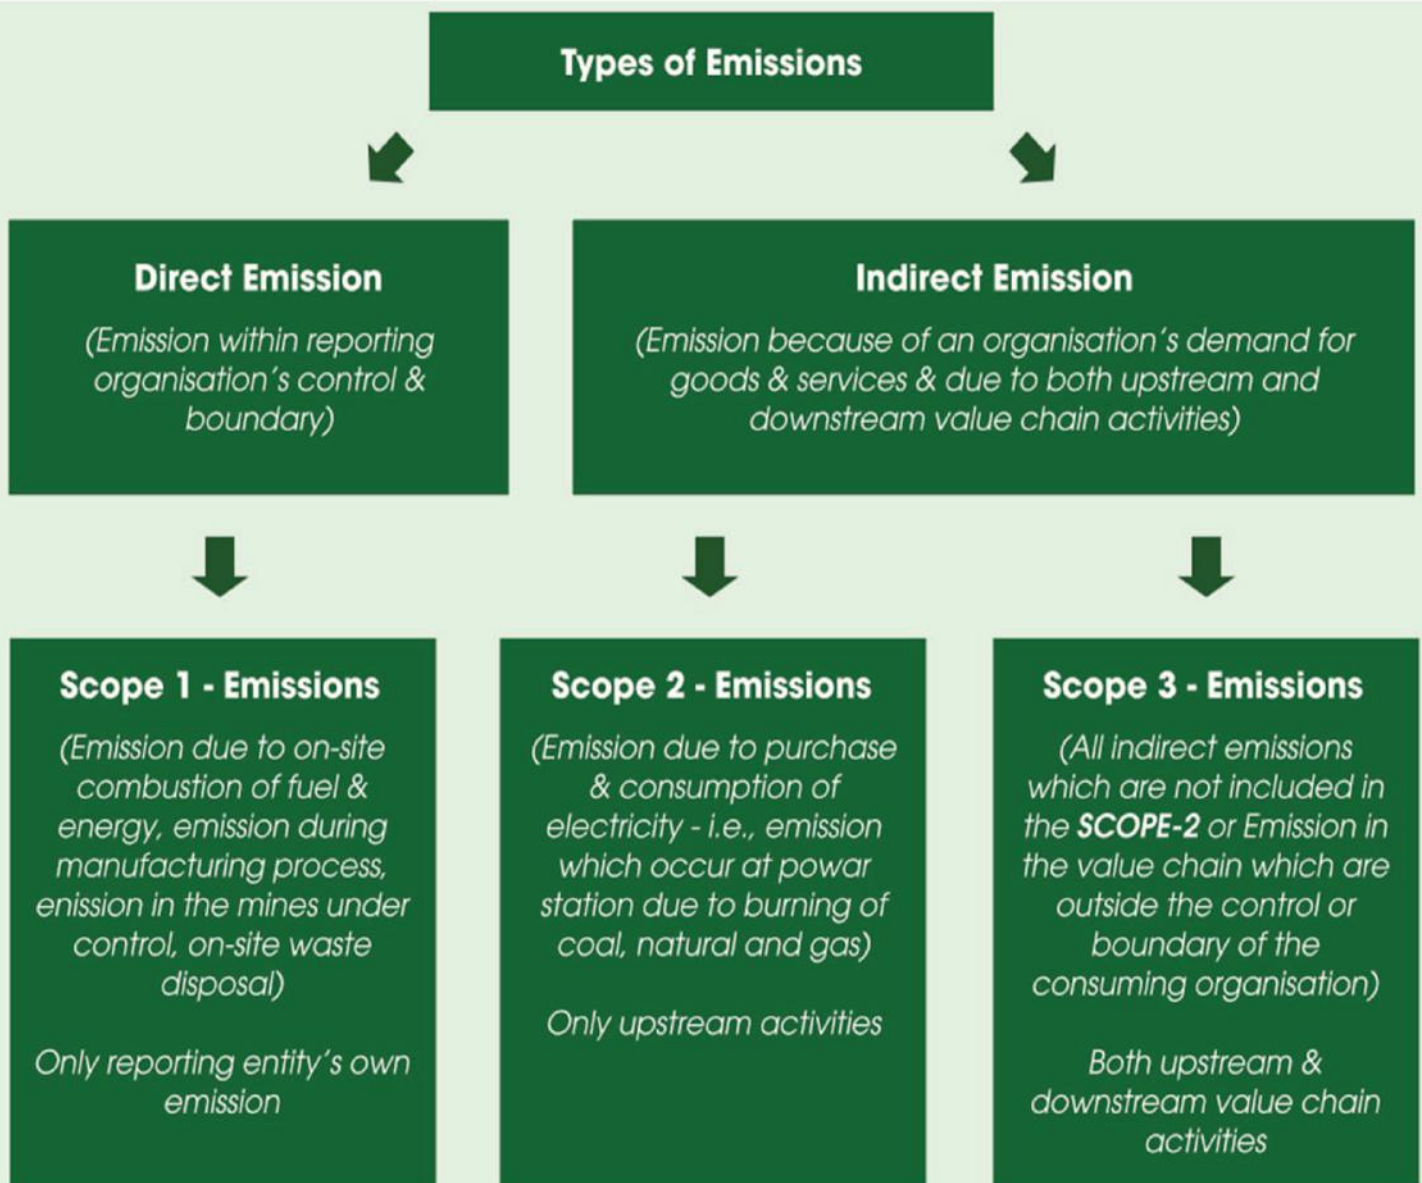 Types of Emissions
Direct Emission
(Emission within reporting
organisation's control &
boundary)
Indirect Emission
(Emission because of an organisation's demand for
goods & services & due to both upstream and
downstream value chain activities)
Scope 1 - Emissions
(Emission due to on-site
combustion of fuel &
energy, emission during
manufacturing process,
enission in the mines under
control, on-site waste
disposal)
Only reporting entity's own
emission
Scope 2 - Emissions
(Emission due to purchase
& consumption of
electricity - i.e., emission
which occur at powar
station due to burning of
coal, natural and gas)
Only upstream activities
Scope 3 - Emissions
(All indirect emissions
which are not included in
the SCOPE-2 or Emission in
the value chain which are
outside the control or
boundary of the
consuming organisation)
Both upstream &
downstream value chain
activities